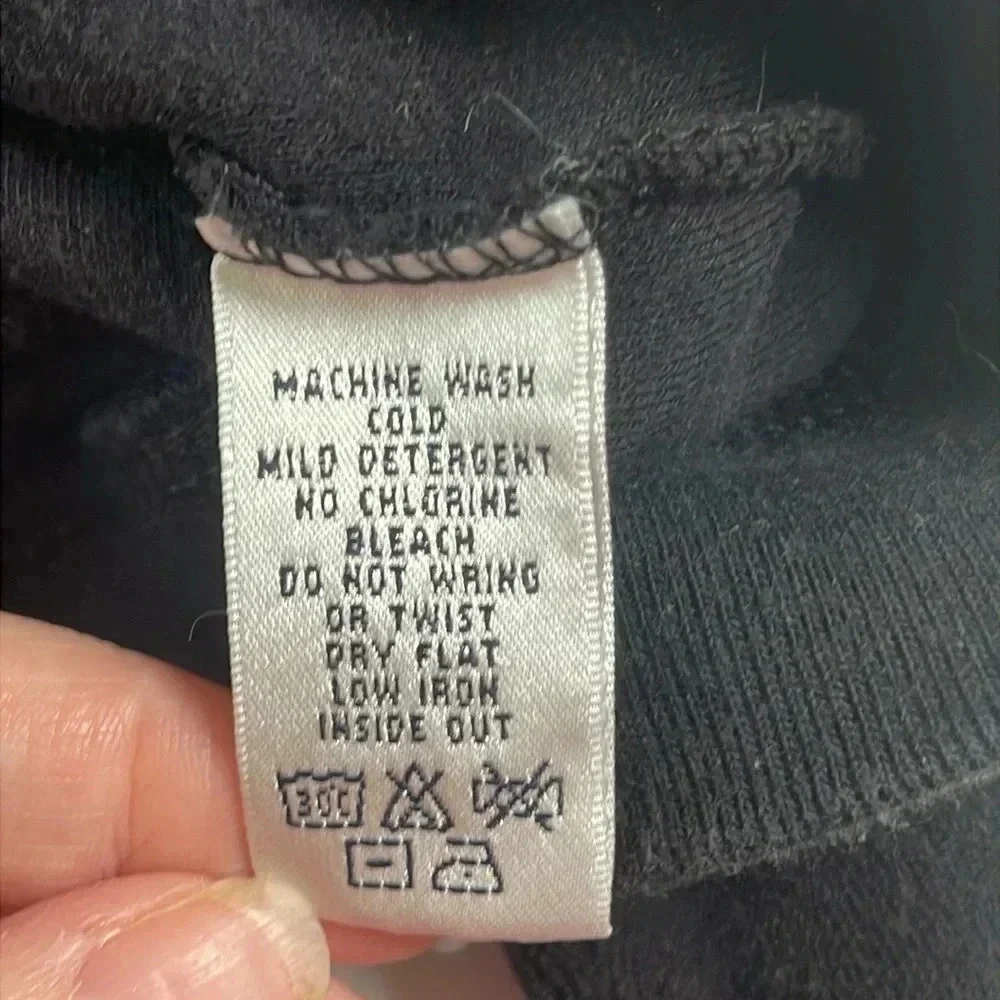 MACHINE WASH
COLD
MILD DETERGENT
NO CHLORINE
BLEACH
DO NOT WRING
OR TWIST
DRY FLAT
LOW IRON
INSIDE OUT
30C